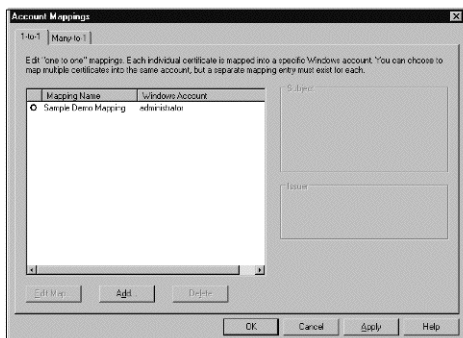 Account Mappings
1-to-1 Many-to-1
Edit "one to one" mappings. Each individual certificate is mapped into a specific Windows account. You can choose to
map multiple certificates into the same account, but a separate mapping entry must exist for each.
Mapping Name Windows Account
Sample Demo Mapping administrator
Subject
Issuer
Edit Map... Add... Delete
OK Cancel Apply Help